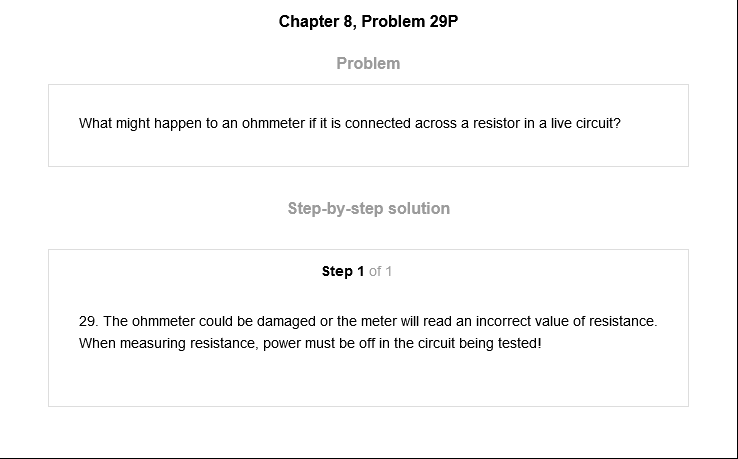 Chapter 8, Problem 29P
Problem
What might happen to an ohmmeter if it is connected across a resistor in a live circuit?
Step-by-step solution
Step 1 of 1
29. The ohmmeter could be damaged or the meter will read an incorrect value of resistance.
When measuring resistance, power must be off in the circuit being tested!